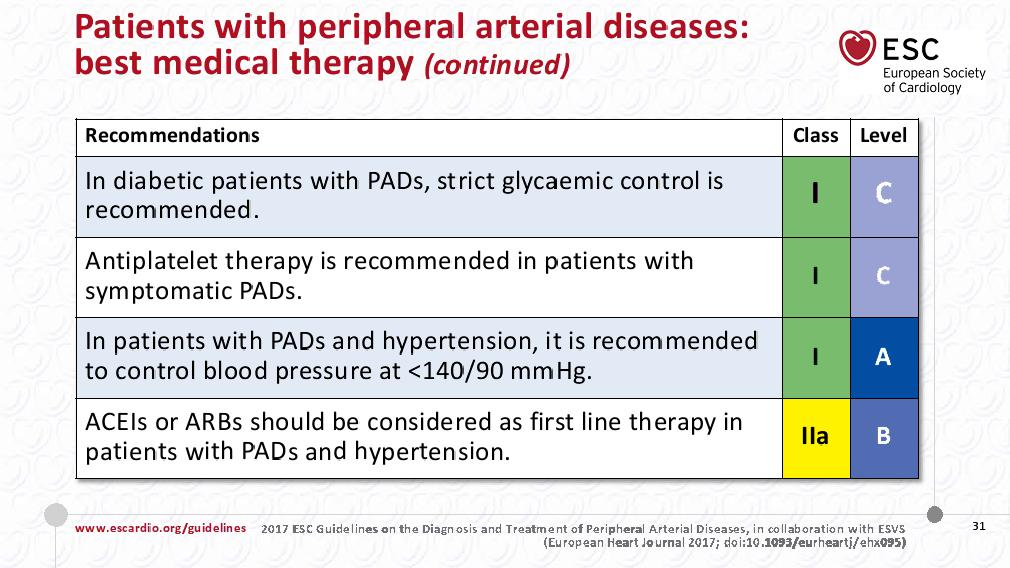 Patients with peripheral arterial diseases:
best medical therapy (continued)
ESC
European Society
of Cardiology
Recommendations Class Level
In diabetic patients with PADs, strict glycaemic control is
recommended.
I C
Antiplatelet therapy is recommended in patients with
symptomatic PADs.
I C
In patients with PADs and hypertension, it is recommended
to control blood pressure at <140/90 mmHg.
I A
ACEIs or ARBs should be considered as first line therapy in
patients with PADs and hypertension.
IIa B
www.escardio.org/guidelines 2017 ESC Guidelines on the Diagnosis and Treatment of Peripheral Arterial Diseases, in collaboration with ESVS
(European Heart Journal 2017; doi:10.1093/eurheartj/ehx095)
31